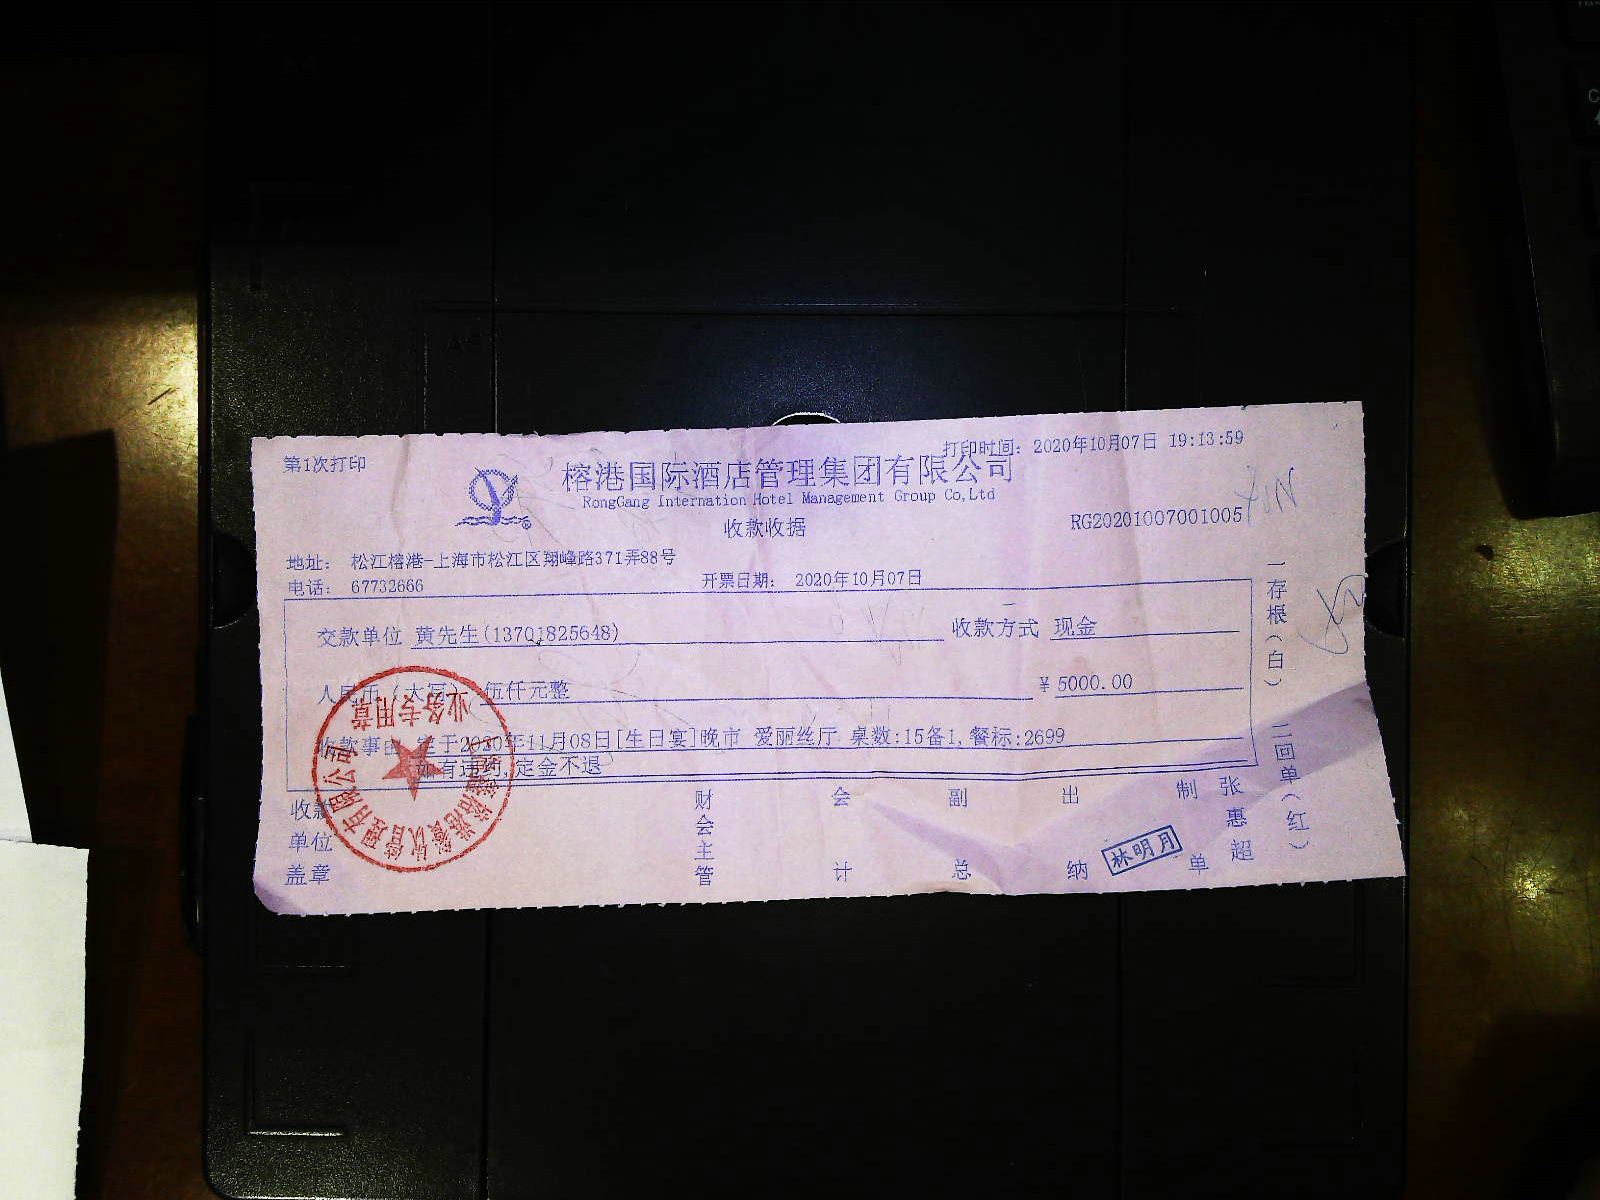 第1次打印
打印时间: 2020年10月07日 19:13:59
榕港国际酒店管理集团有限公司
RongGang Internation Hotel Management Group Co,Ltd
收款收据
RG20201007001005
地址: 松江榕港-上海市松江区翔峰路371弄88号
电话: 67732666
开票日期: 2020年10月07日
交款单位 黄先生(13701825648) 收款方式 现金
人民币(大写) 伍仟元整 ¥ 5000.00
收款事由 定于2020年11月08日[生日宴]晚市 爱丽丝厅 桌数:15备1,餐标:2699
如有违约,定金不退
收款单位盖章
财会主管
会计
副总
出纳
林明月
制单
张惠超
一存根(白)
二回单(红)
业务专用章